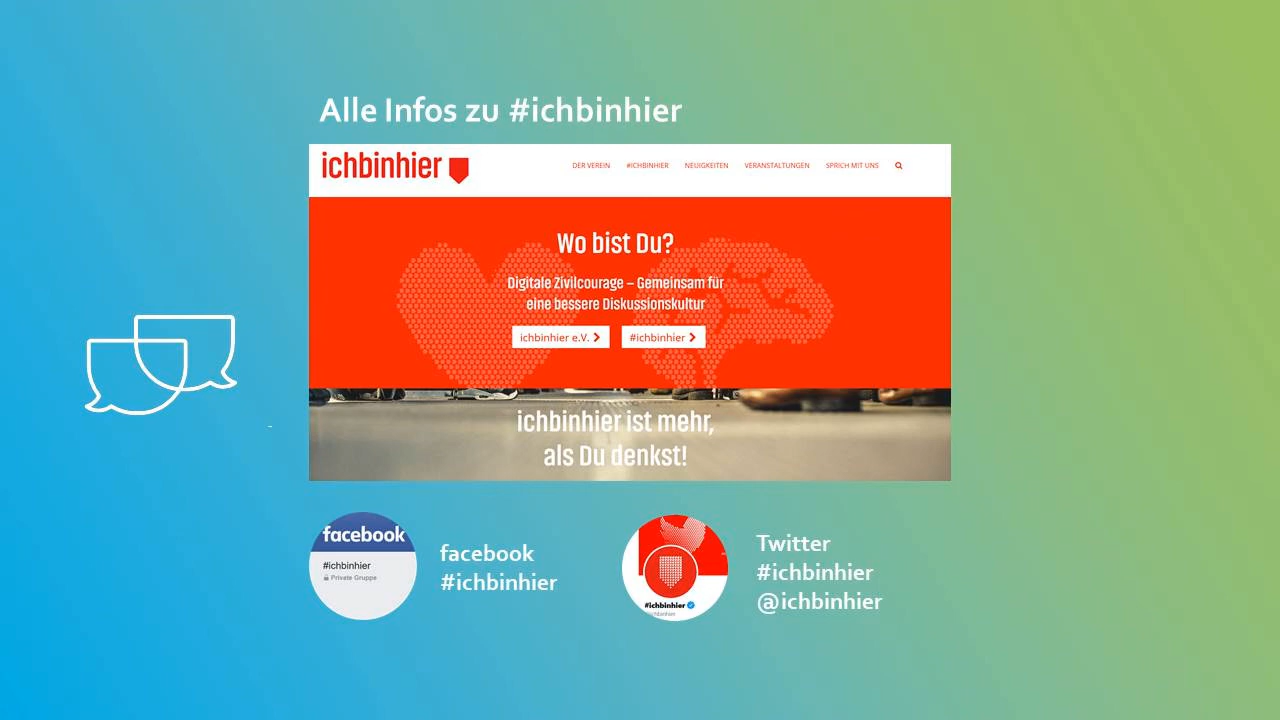 Alle Infos zu #ichbinhier
ichbinhier
DER VEREIN #ICHBINHIER NEUIGKEITEN VERANSTALTUNGEN SPRICH MIT UNS
Wo bist Du?
Digitale Zivilcourage – Gemeinsam für
eine bessere Diskussionskultur
ichbinhier e.V. #ichbinhier
ichbinhier ist mehr,
als Du denkst!
facebook
#ichbinhier
Private Gruppe
facebook
#ichbinhier
#ichbinhier
Twitter
#ichbinhier
@ichbinhier